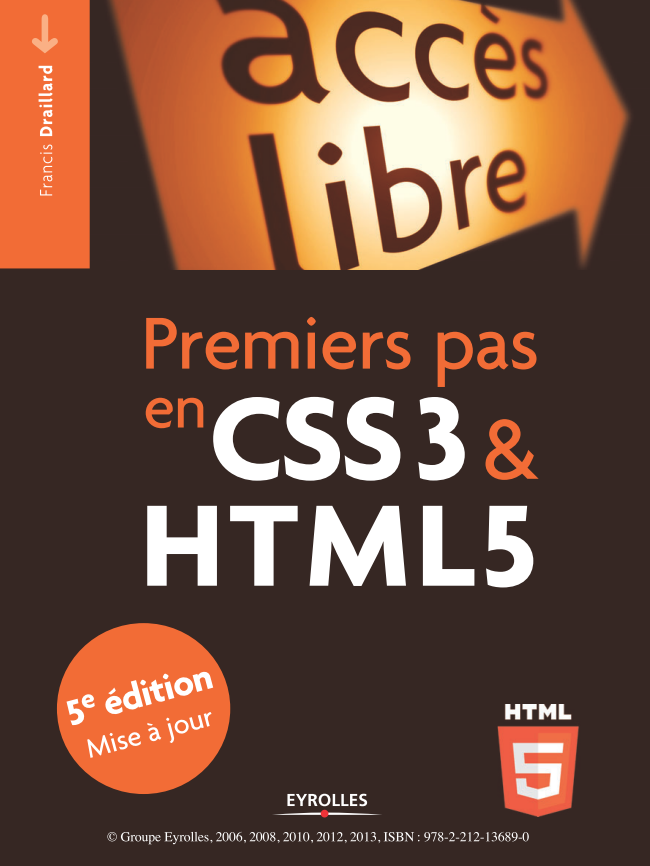 Francis Draillard
accès
libre
Premiers pas
en CSS3 &
HTML5
5e édition
Mise à jour
HTML
5
EYROLLES
© Groupe Eyrolles, 2006, 2008, 2010, 2012, 2013, ISBN : 978-2-212-13689-0